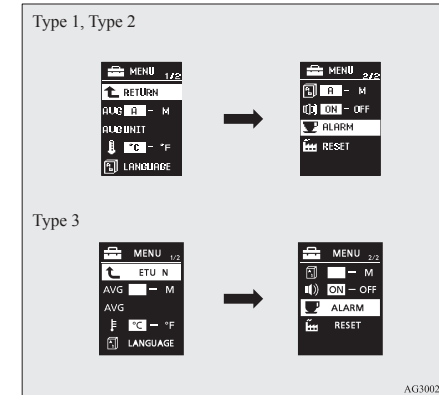 Type 1, Type 2
MENU 1/2
RETURN
AVG A - M
AVG UNIT
°C - °F
LANGUAGE
MENU 2/2
A - M
ON - OFF
ALARM
RESET
Type 3
MENU 1/2
ETU N
AVG - M
AVG
°C - °F
LANGUAGE
MENU 2/2
- M
ON - OFF
ALARM
RESET
AG3002